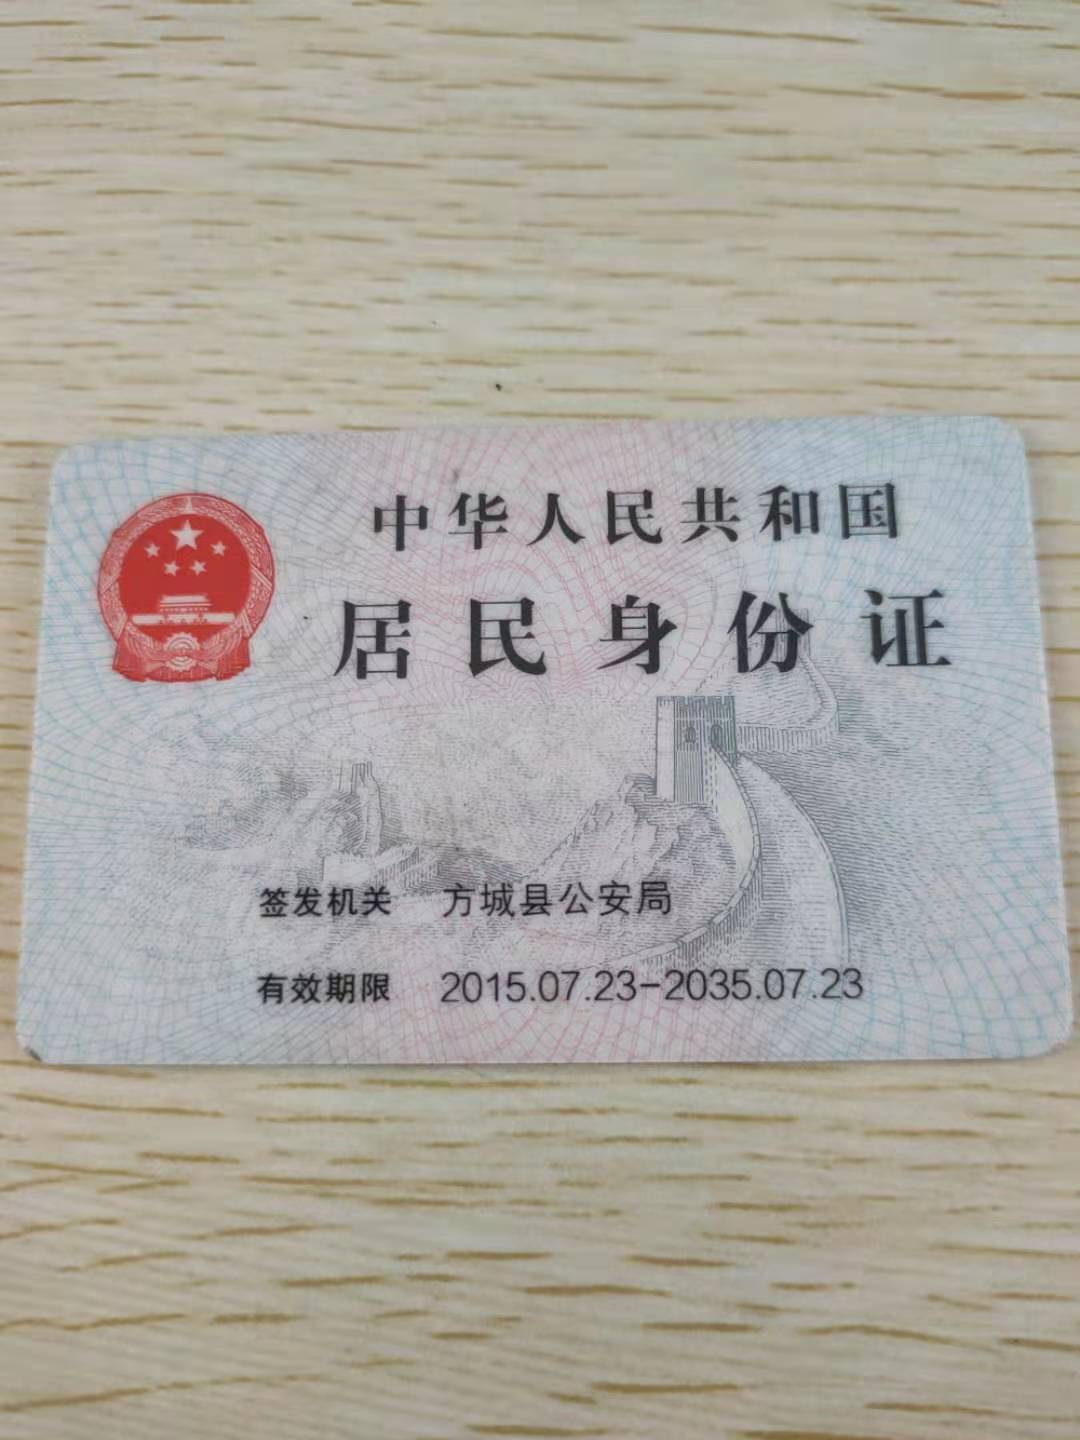 中华人民共和国
居民身份证
签发机关 方城县公安局
有效期限 2015.07.23-2035.07.23